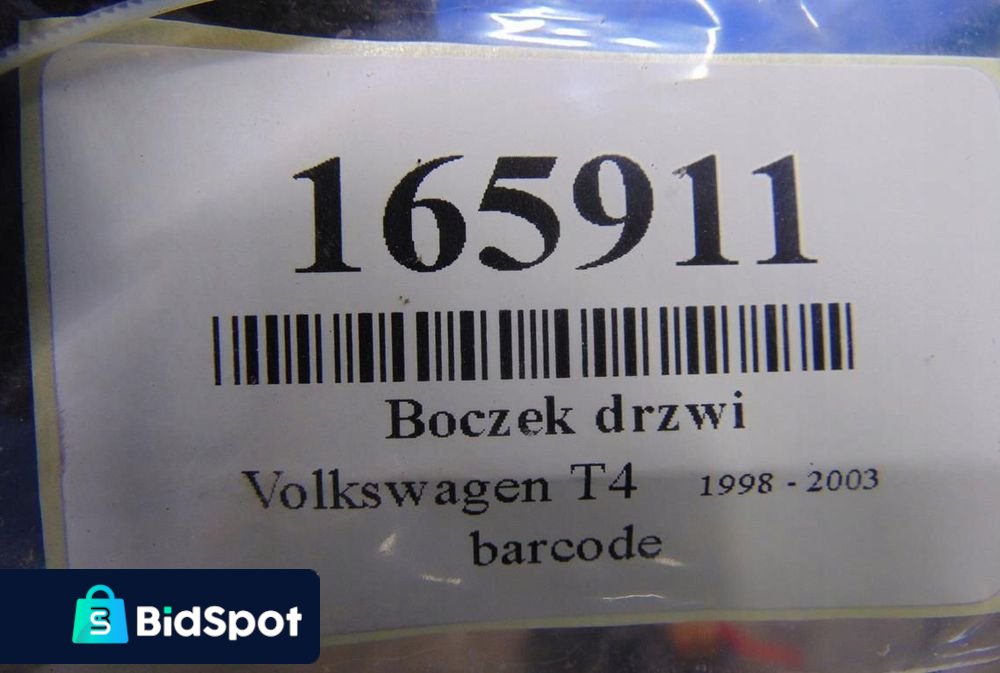 165911
Boczek drzwi
Volkswagen T4 1998 - 2003
barcode
BidSpot